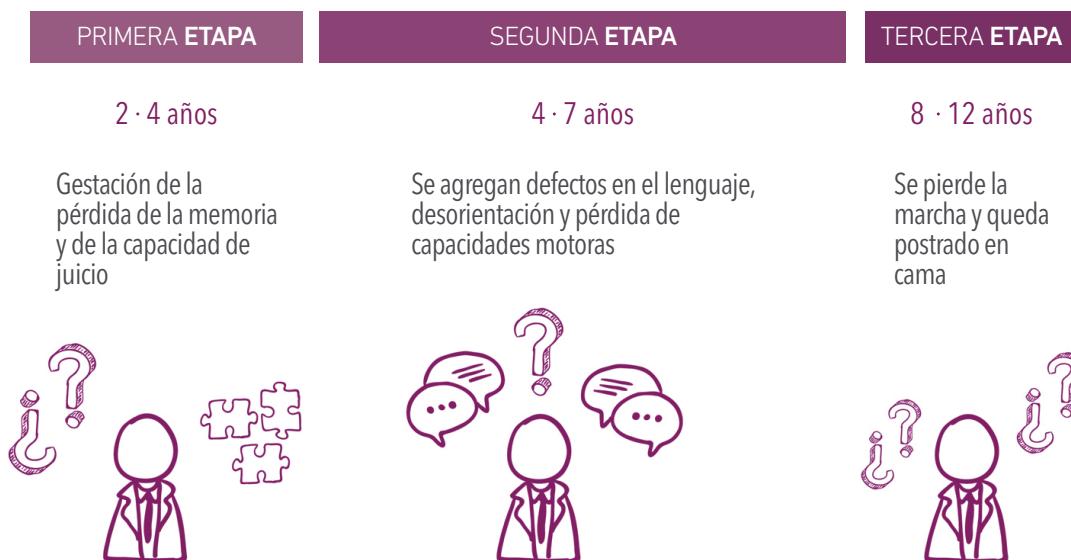 PRIMERA ETAPA
2 · 4 años
Gestación de la
pérdida de la memoria
y de la capacidad de
juicio
SEGUNDA ETAPA
4 · 7 años
Se agregan defectos en el lenguaje,
desorientación y pérdida de
capacidades motoras
TERCERA ETAPA
8 · 12 años
Se pierde la
marcha y queda
postrado en
cama
¿?
?
¿?
¿?